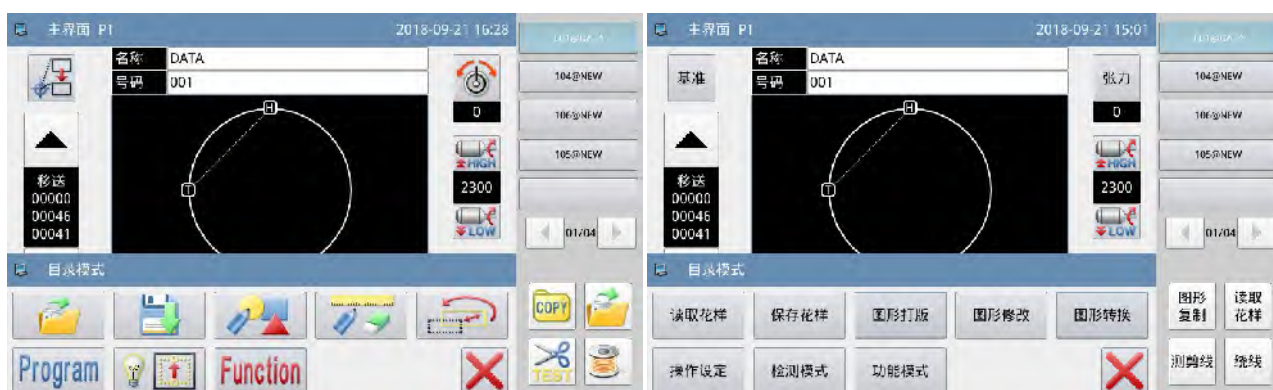 主界面 P1 2018-09-21 16:28
名称 DATA
号码 001
H
T
移送
00000
00046
00041
0
HIGH
2300
LOW
104@NEW
106@NEW
105@NEW
01/04
目录模式
COPY
Program
Function
TEST
主界面 P1 2018-09-21 15:01
基准
名称 DATA
号码 001
H
T
移送
00000
00046
00041
张力
0
HIGH
2300
LOW
104@NEW
106@NEW
105@NEW
01/04
目录模式
读取花样 保存花样 图形打版 图形修改 图形转换
操作设定 检测模式 功能模式
图形
复制
读取
花样
测剪线 绕线